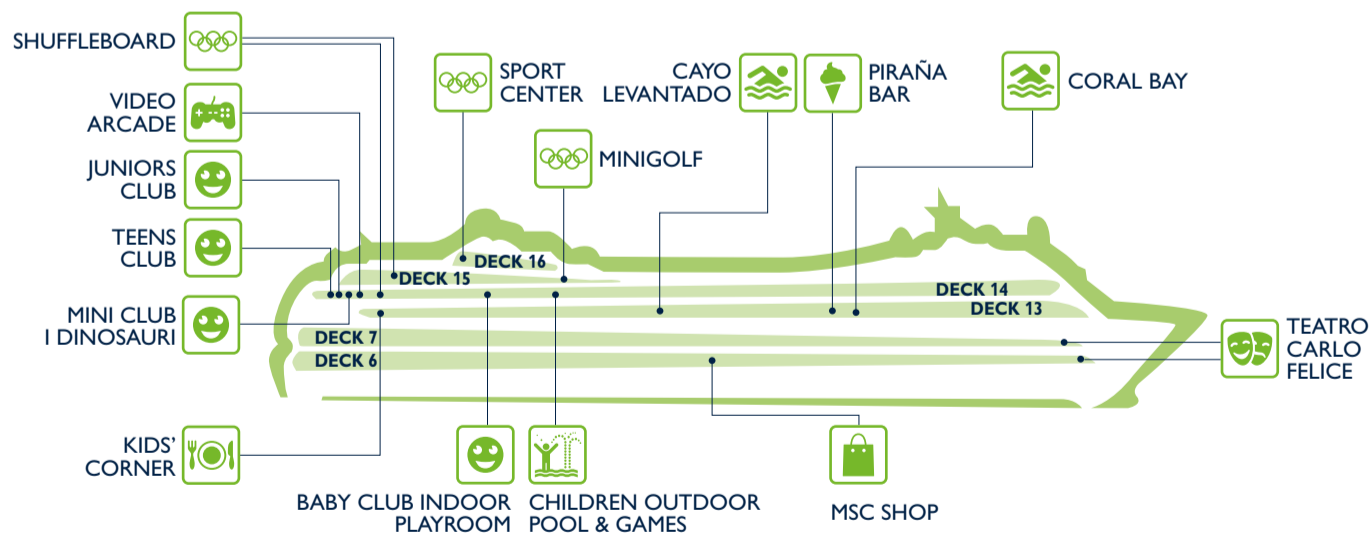 SHUFFLEBOARD
VIDEO
ARCADE
JUNIORS
CLUB
TEENS
CLUB
MINI CLUB
I DINOSAURI
KIDS'
CORNER
SPORT
CENTER
MINIGOLF
CAYO
LEVANTADO
PIRAÑA
BAR
CORAL BAY
DECK 16
DECK 15
DECK 14
DECK 13
DECK 7
DECK 6
TEATRO
CARLO
FELICE
BABY CLUB INDOOR
PLAYROOM
CHILDREN OUTDOOR
POOL & GAMES
MSC SHOP